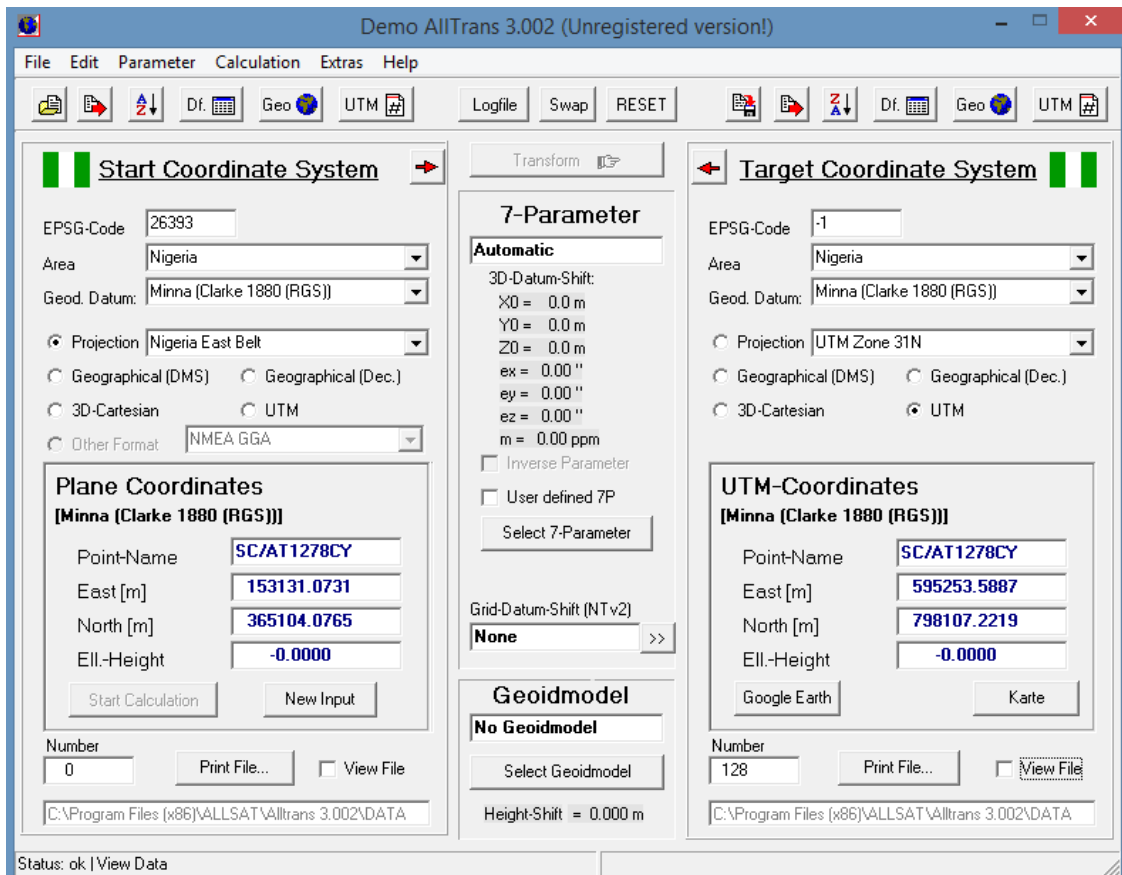 Demo AllTrans 3.002 (Unregistered version!)
File Edit Parameter Calculation Extras Help
Df. Geo UTM Logfile Swap RESET Df. Geo UTM
Start Coordinate System
EPSG-Code 26393
Area Nigeria
Geod. Datum: Minna (Clarke 1880 (RGS))
Projection Nigeria East Belt
Geographical (DMS) Geographical (Dec.)
3D-Cartesian UTM
Other Format NMEA GGA
Plane Coordinates
[Minna (Clarke 1880 (RGS))]
Point-Name SC/AT1278CY
East [m] 153131.0731
North [m] 365104.0765
Ell.-Height -0.0000
Start Calculation New Input
Number
0 Print File... View File
C:\Program Files (x86)\ALLSAT\Alltrans 3.002\DATA
Transform
7-Parameter
Automatic
3D-Datum-Shift:
X0 = 0.0 m
Y0 = 0.0 m
Z0 = 0.0 m
ex = 0.00 "
ey = 0.00 "
ez = 0.00 "
m = 0.00 ppm
Inverse Parameter
User defined 7P
Select 7-Parameter
Grid-Datum-Shift (NTv2)
None >>
Geoidmodel
No Geoidmodel
Select Geoidmodel
Height-Shift = 0.000 m
Target Coordinate System
EPSG-Code -1
Area Nigeria
Geod. Datum: Minna (Clarke 1880 (RGS))
Projection UTM Zone 31N
Geographical (DMS) Geographical (Dec.)
3D-Cartesian UTM
UTM-Coordinates
[Minna (Clarke 1880 (RGS))]
Point-Name SC/AT1278CY
East [m] 595253.5887
North [m] 798107.2219
Ell.-Height -0.0000
Google Earth Karte
Number
128 Print File... View File
C:\Program Files (x86)\ALLSAT\Alltrans 3.002\DATA
Status: ok | View Data